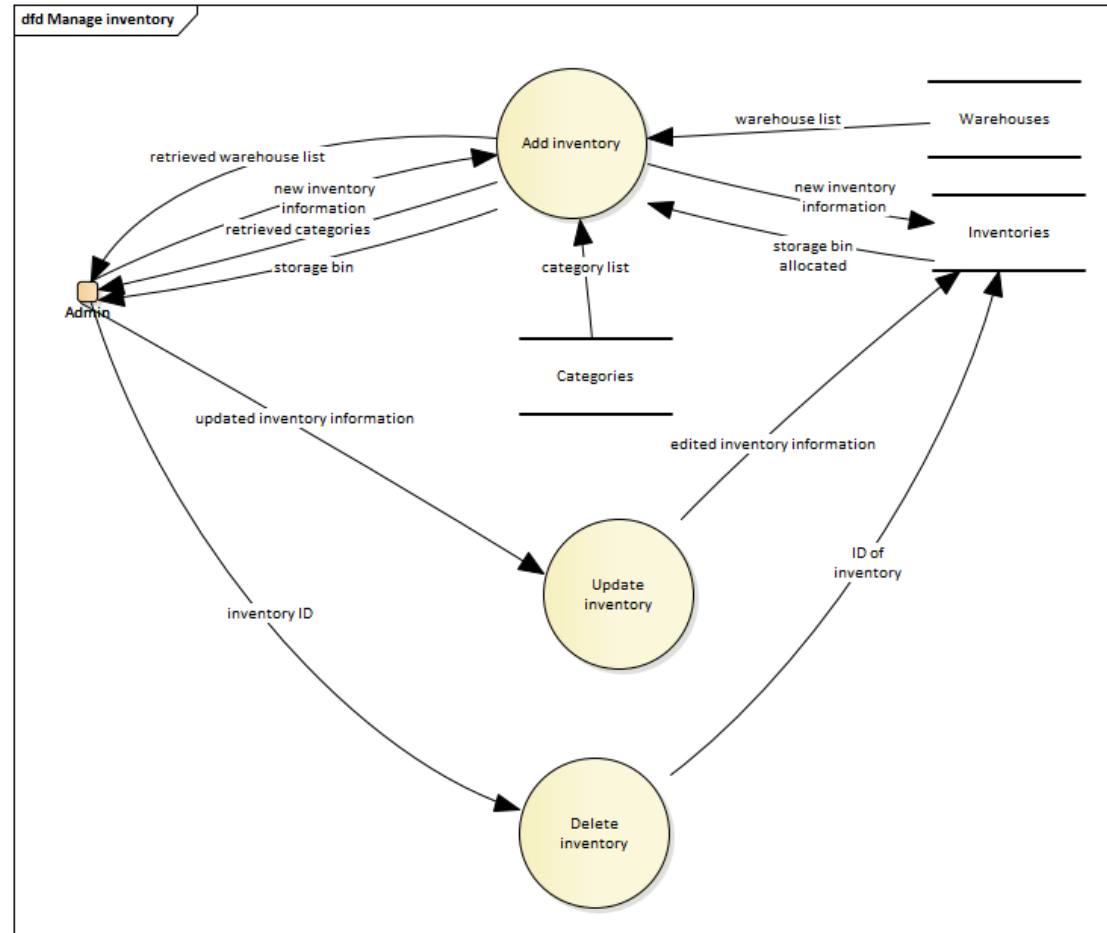 dfd Manage inventory
Add inventory
Warehouses
warehouse list
retrieved warehouse list
new inventory
information
retrieved categories
storage bin
new inventory
information
Inventories
storage bin
allocated
category list
Admin
Categories
updated inventory information
edited inventory information
ID of
inventory
Update
inventory
inventory ID
Delete
inventory